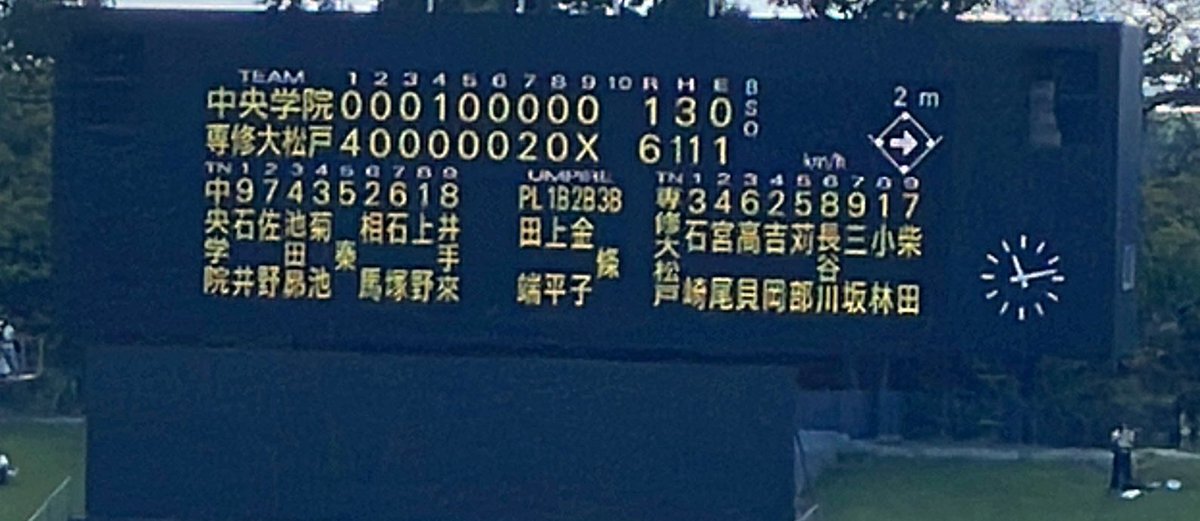 TEAM 1 2 3 4 5 6 7 8 9 10 R H E B
中央学院 0 0 0 1 0 0 0 0 0 1 3 0 S
専修大松戸 4 0 0 0 0 0 2 0 X 6 11 1 O
2 m
km/h
TN 1 2 3 4 5 6 7 8 9
中央学院
9 石井
7 佐野
4 池田昴
3 菊池
5 秦
2 相馬
6 石塚
1 上野
8 井手來
UMPIRE
PL 1B 2B 3B
田端 上平 金子 條
TN 1 2 3 4 5 6 7 8 9
専修大松戸
3 石崎
4 宮尾
6 高貝
2 吉岡
5 苅部
8 長谷川
9 三坂
1 小林
7 柴田